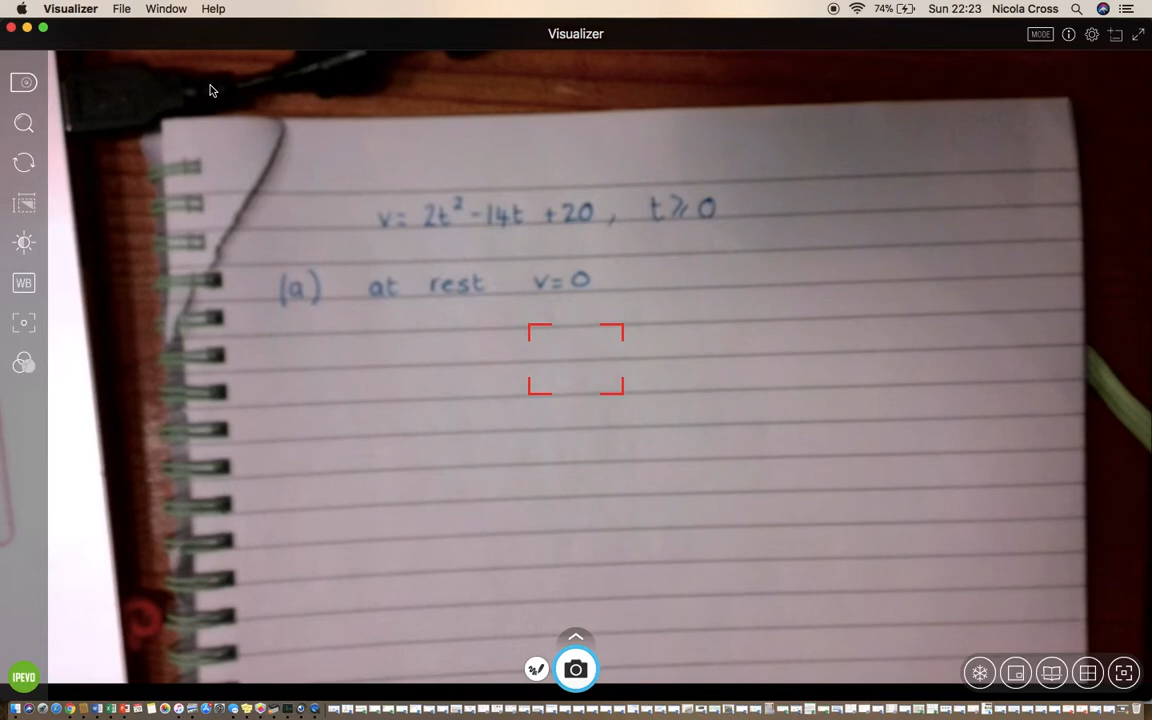 Visualizer File Window Help 74% Sun 22:23 Nicola Cross
Visualizer
MODE
v= 2t² -14t +20 , t⩾0
(a) at rest v=0
WB
IPEVO